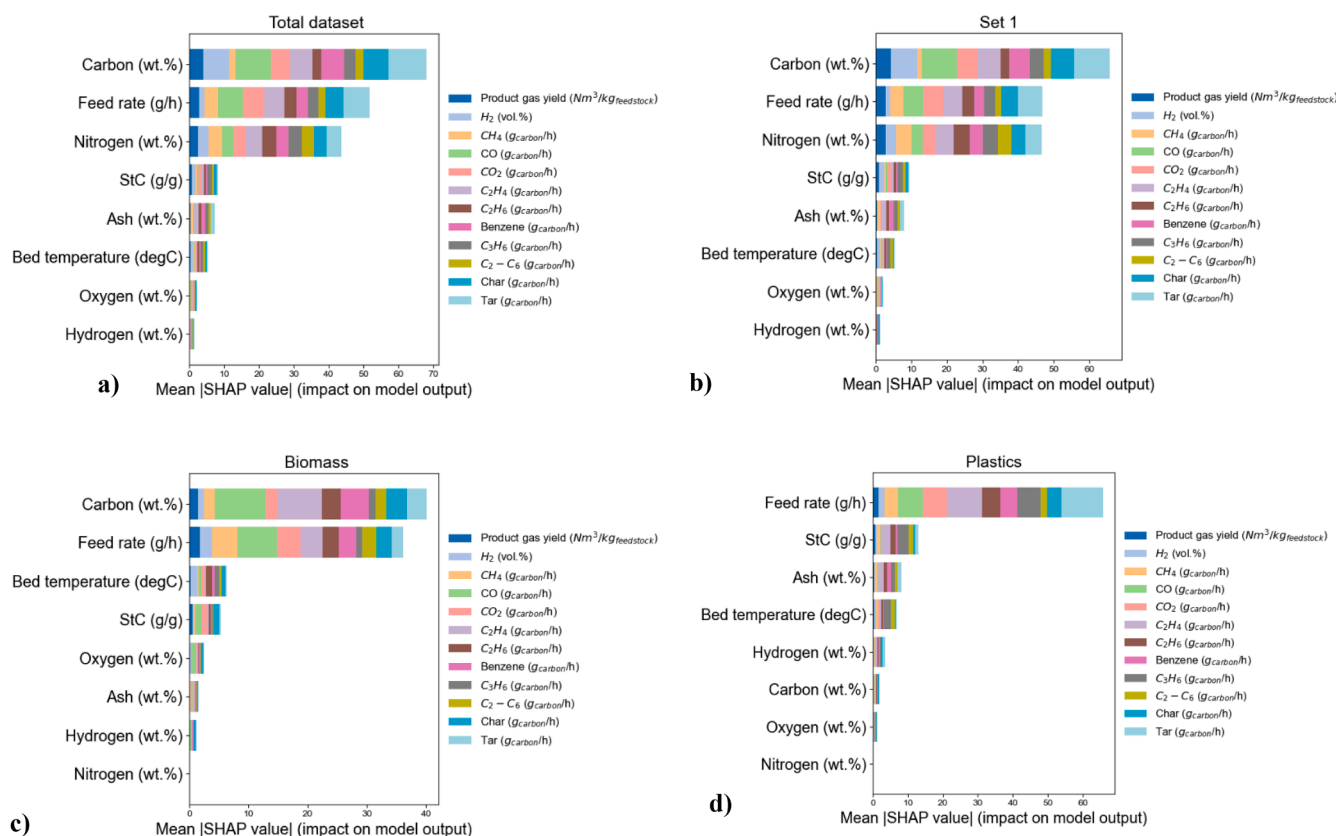 Total dataset
Carbon (wt.%)
Feed rate (g/h)
Nitrogen (wt.%)
StC (g/g)
Ash (wt.%)
Bed temperature (degC)
Oxygen (wt.%)
Hydrogen (wt.%)
0 10 20 30 40 50 60 70
Mean |SHAP value| (impact on model output)
Product gas yield (Nm³/kg_feedstock)
H₂ (vol.%)
CH₄ (g_carbon/h)
CO (g_carbon/h)
CO₂ (g_carbon/h)
C₂H₄ (g_carbon/h)
C₂H₆ (g_carbon/h)
Benzene (g_carbon/h)
C₃H₆ (g_carbon/h)
C₂ − C₆ (g_carbon/h)
Char (g_carbon/h)
Tar (g_carbon/h)
a)
Set 1
Carbon (wt.%)
Feed rate (g/h)
Nitrogen (wt.%)
StC (g/g)
Ash (wt.%)
Bed temperature (degC)
Oxygen (wt.%)
Hydrogen (wt.%)
0 10 20 30 40 50 60
Mean |SHAP value| (impact on model output)
Product gas yield (Nm³/kg_feedstock)
H₂ (vol.%)
CH₄ (g_carbon/h)
CO (g_carbon/h)
CO₂ (g_carbon/h)
C₂H₄ (g_carbon/h)
C₂H₆ (g_carbon/h)
Benzene (g_carbon/h)
C₃H₆ (g_carbon/h)
C₂ − C₆ (g_carbon/h)
Char (g_carbon/h)
Tar (g_carbon/h)
b)
Biomass
Carbon (wt.%)
Feed rate (g/h)
Bed temperature (degC)
StC (g/g)
Oxygen (wt.%)
Ash (wt.%)
Hydrogen (wt.%)
Nitrogen (wt.%)
0 10 20 30 40
Mean |SHAP value| (impact on model output)
Product gas yield (Nm³/kg_feedstock)
H₂ (vol.%)
CH₄ (g_carbon/h)
CO (g_carbon/h)
CO₂ (g_carbon/h)
C₂H₄ (g_carbon/h)
C₂H₆ (g_carbon/h)
Benzene (g_carbon/h)
C₃H₆ (g_carbon/h)
C₂ − C₆ (g_carbon/h)
Char (g_carbon/h)
Tar (g_carbon/h)
c)
Plastics
Feed rate (g/h)
StC (g/g)
Ash (wt.%)
Bed temperature (degC)
Hydrogen (wt.%)
Carbon (wt.%)
Oxygen (wt.%)
Nitrogen (wt.%)
0 10 20 30 40 50 60
Mean |SHAP value| (impact on model output)
Product gas yield (Nm³/kg_feedstock)
H₂ (vol.%)
CH₄ (g_carbon/h)
CO (g_carbon/h)
CO₂ (g_carbon/h)
C₂H₄ (g_carbon/h)
C₂H₆ (g_carbon/h)
Benzene (g_carbon/h)
C₃H₆ (g_carbon/h)
C₂ − C₆ (g_carbon/h)
Char (g_carbon/h)
Tar (g_carbon/h)
d)